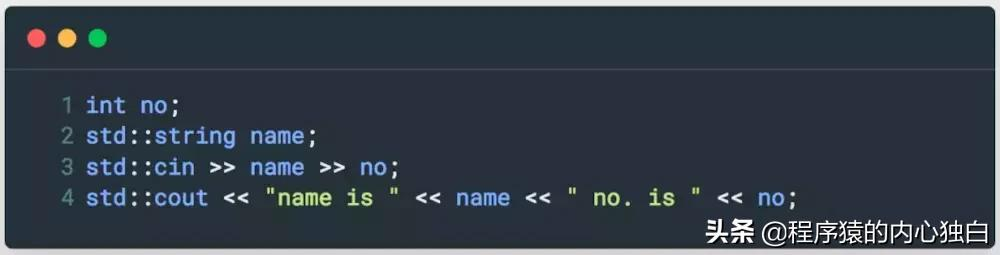 1 int no;
2 std::string name;
3 std::cin >> name >> no;
4 std::cout << "name is " << name << " no. is " << no;
头条 @程序猿的内心独白